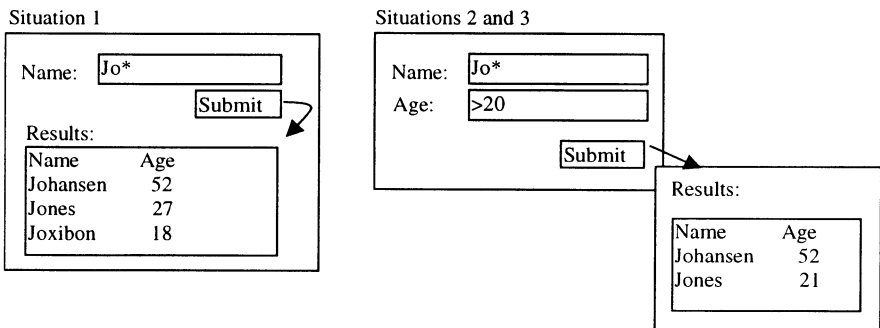 Situation 1
Name: Jo*
Submit
Results:
Name Age
Johansen 52
Jones 27
Joxibon 18
Situations 2 and 3
Name: Jo*
Age: >20
Submit
Results:
Name Age
Johansen 52
Jones 21